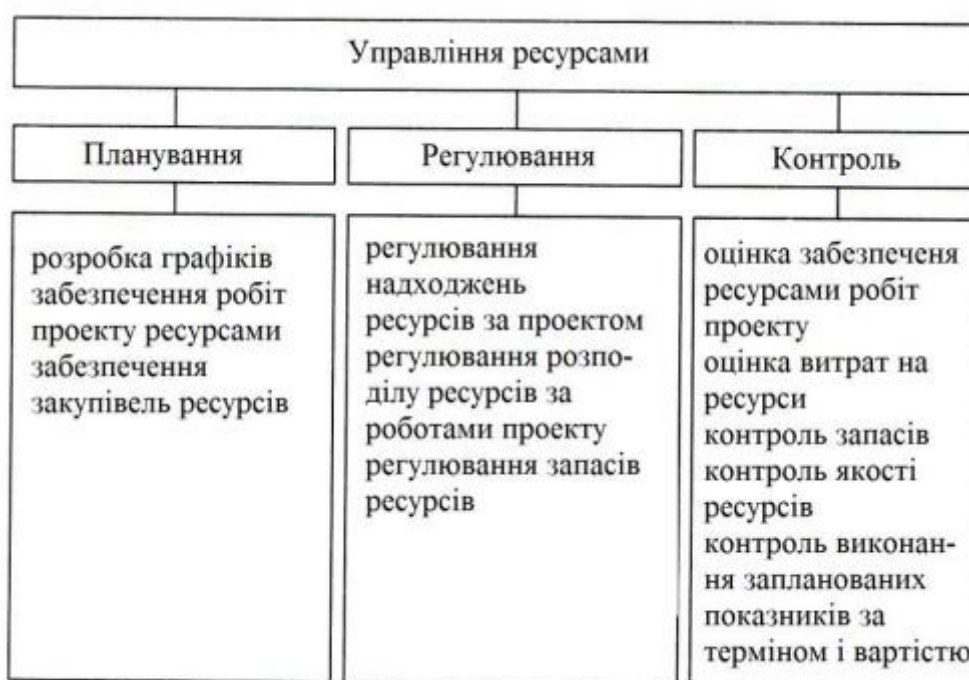 Управління ресурсами
Планування
Регулювання
Контроль
розробка графіків
забезпечення робіт
проекту ресурсами
забезпечення
закупівель ресурсів
регулювання
надходжень
ресурсів за проектом
регулювання розпо-
ділу ресурсів за
роботами проекту
регулювання запасів
ресурсів
оцінка забезпеченя
ресурсами робіт
проекту
оцінка витрат на
ресурси
контроль запасів
контроль якості
ресурсів
контроль виконан-
ня запланованих
показників за
терміном і вартістю